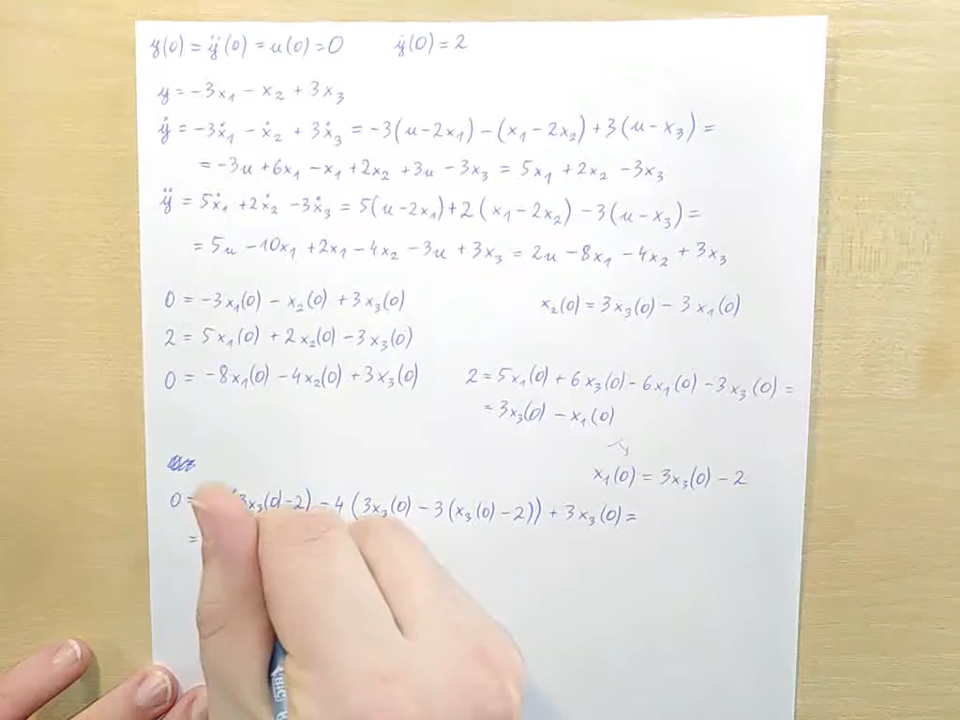 y(0) = ÿ(0) = u(0) = 0    ẏ(0) = 2
y = -3x₁ - x₂ + 3x₃
ẏ = -3ẋ₁ - ẋ₂ + 3ẋ₃ = -3(u-2x₁) - (x₁-2x₂) + 3(u-x₃) =
= -3u + 6x₁ - x₁ + 2x₂ + 3u - 3x₃ = 5x₁ + 2x₂ - 3x₃
ÿ = 5ẋ₁ + 2ẋ₂ - 3ẋ₃ = 5(u-2x₁) + 2(x₁-2x₂) - 3(u-x₃) =
= 5u - 10x₁ + 2x₁ - 4x₂ - 3u + 3x₃ = 2u - 8x₁ - 4x₂ + 3x₃
0 = -3x₁(0) - x₂(0) + 3x₃(0)
x₂(0) = 3x₃(0) - 3x₁(0)
2 = 5x₁(0) + 2x₂(0) - 3x₃(0)
0 = -8x₁(0) - 4x₂(0) + 3x₃(0)
2 = 5x₁(0) + 6x₃(0) - 6x₁(0) - 3x₃(0) =
= 3x₃(0) - x₁(0)
x₁(0) = 3x₃(0) - 2
0 = (3x₃(0)-2) - 4(3x₃(0) - 3(x₃(0)-2)) + 3x₃(0) =
=
BIC